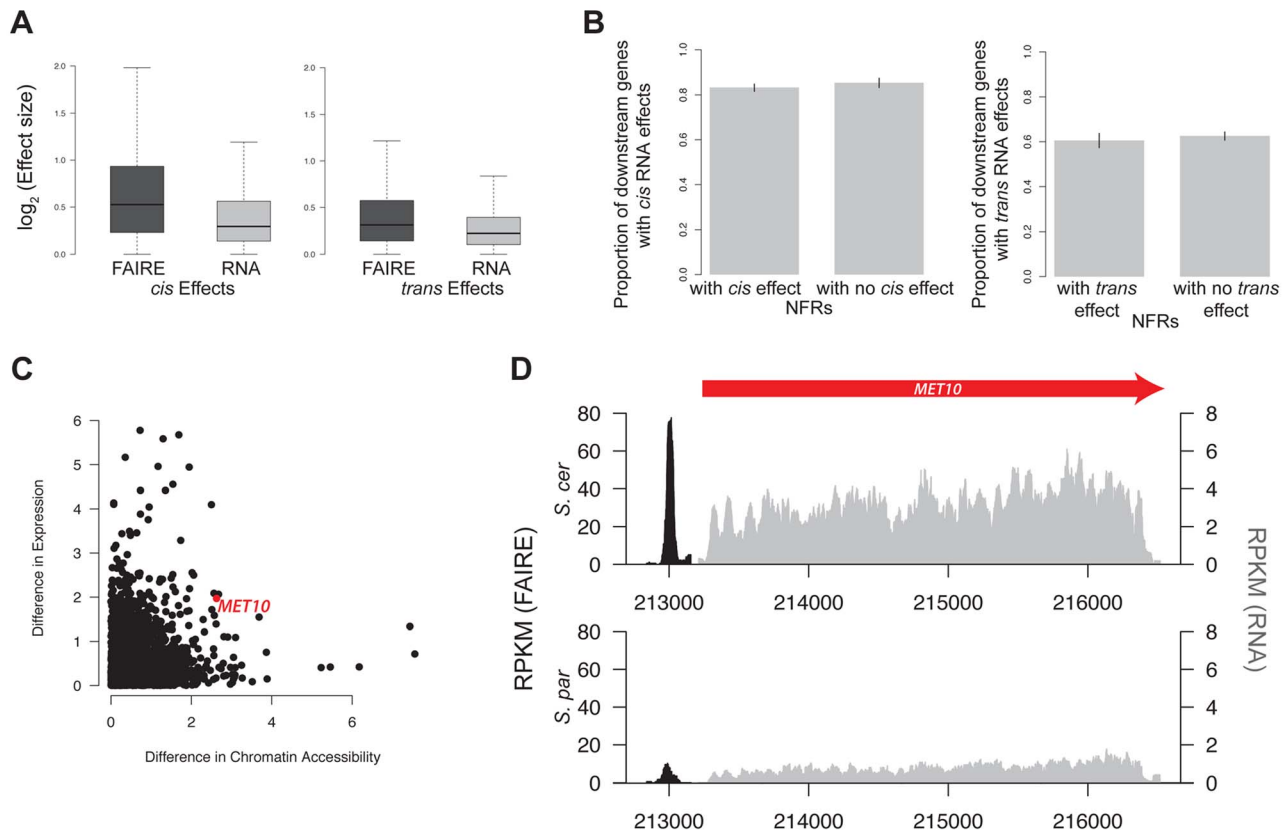 A
log2 (Effect size)
2.0
1.5
1.0
0.5
0.0
FAIRE RNA
cis Effects
2.0
1.5
1.0
0.5
0.0
FAIRE RNA
trans Effects
B
Proportion of downstream genes
with cis RNA effects
1.0
0.8
0.6
0.4
0.2
0.0
with cis effect with no cis effect
NFRs
Proportion of downstream genes
with trans RNA effects
1.0
0.8
0.6
0.4
0.2
0.0
with trans
effect
with no trans
effect
NFRs
C
Difference in Expression
6
5
4
3
2
1
0
MET10
0 2 4 6
Difference in Chromatin Accessibility
D
MET10
RPKM (FAIRE)
S. cer
80
60
40
20
0
8
6
4
2
0
213000 214000 215000 216000
S. par
80
60
40
20
0
8
6
4
2
0
213000 214000 215000 216000
RPKM (RNA)